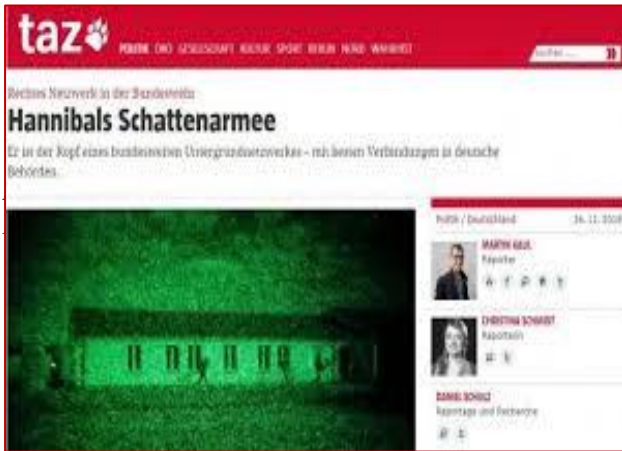 taz
POLITIK ÖKO GESELLSCHAFT KULTUR SPORT BERLIN NORD WAHRHEIT
suchen ...
Rechtes Netzwerk in der Bundeswehr
Hannibals Schattenarmee
Er ist der Kopf eines bundesweiten Untergrundnetzwerkes – mit besten Verbindungen in deutsche
Behörden.
Politik / Deutschland
MARTIN KAUL
Reporter
CHRISTINA SCHMIDT
Reporterin
DANIEL SCHULZ
Reportage und Recherche